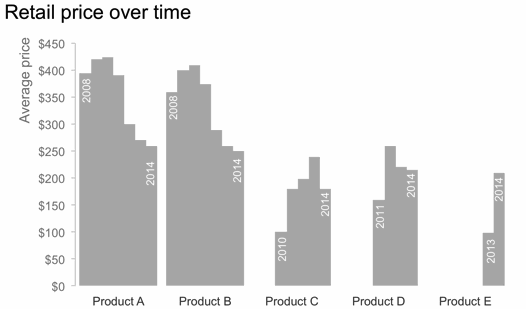 Retail price over time
Average price
$450
$400
$350
$300
$250
$200
$150
$100
$50
$0
2008
2014
2008
2014
2010
2014
2011
2014
2013
2014
Product A
Product B
Product C
Product D
Product E